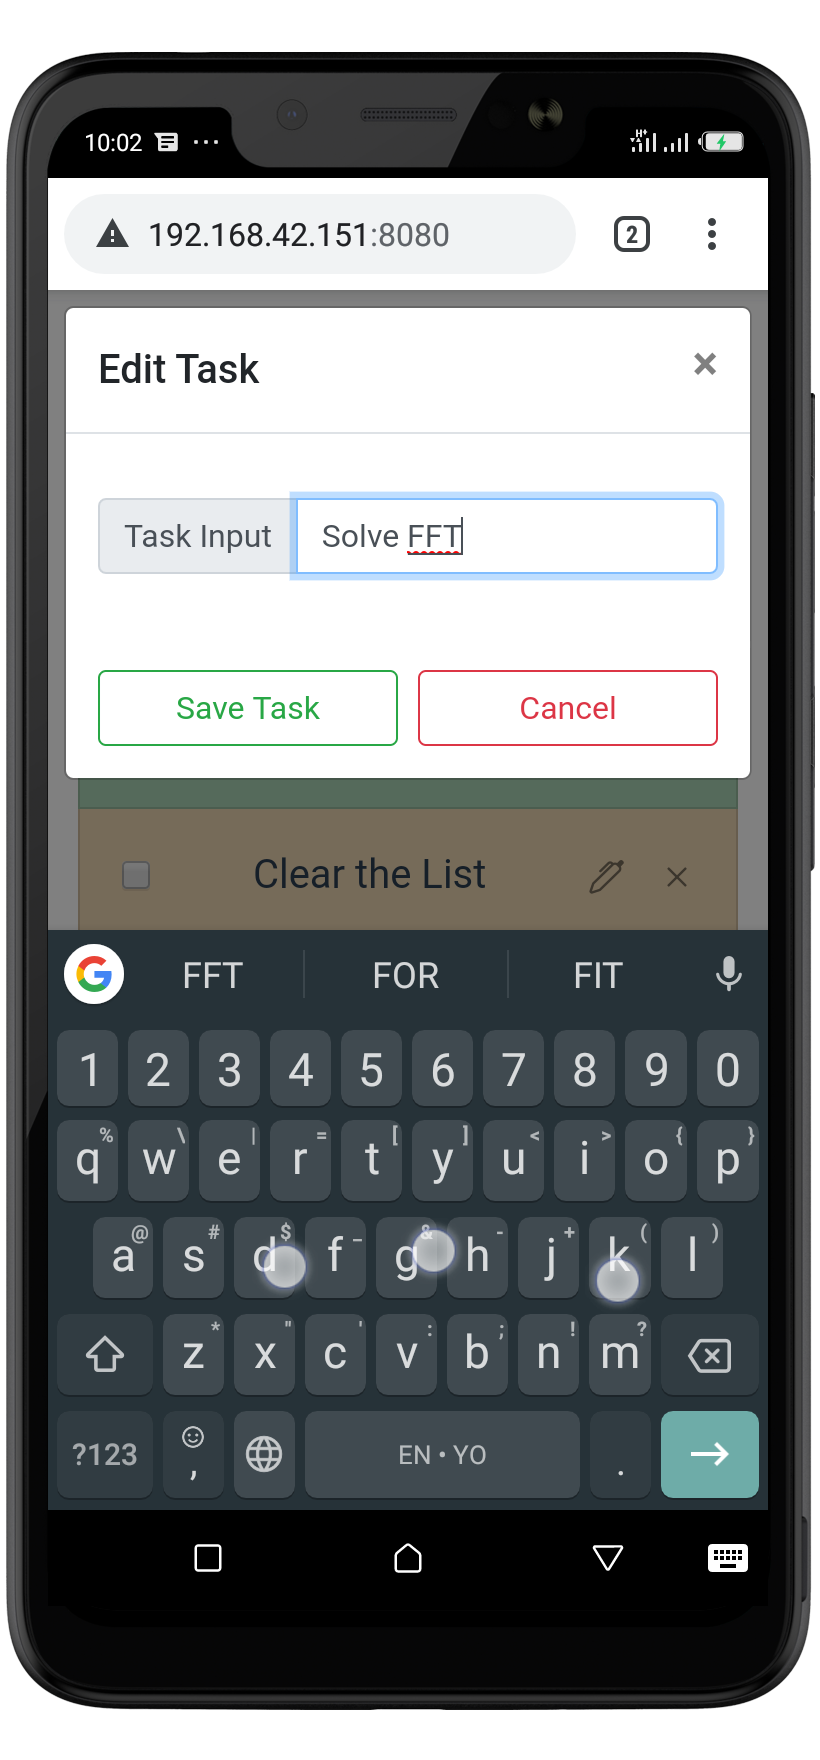 10:02
H+
192.168.42.151:8080
2
Edit Task
×
Task Input
Solve FFT
Save Task
Cancel
Clear the List
G
FFT
FOR
FIT
1 2 3 4 5 6 7 8 9 0
% \ | = [ ] < > { }
q w e r t y u i o p
@ # $ _ & - + ( )
a s d f g h j k l
* " ' : ; ! ?
z x c v b n m
?123
,
EN • YO
.